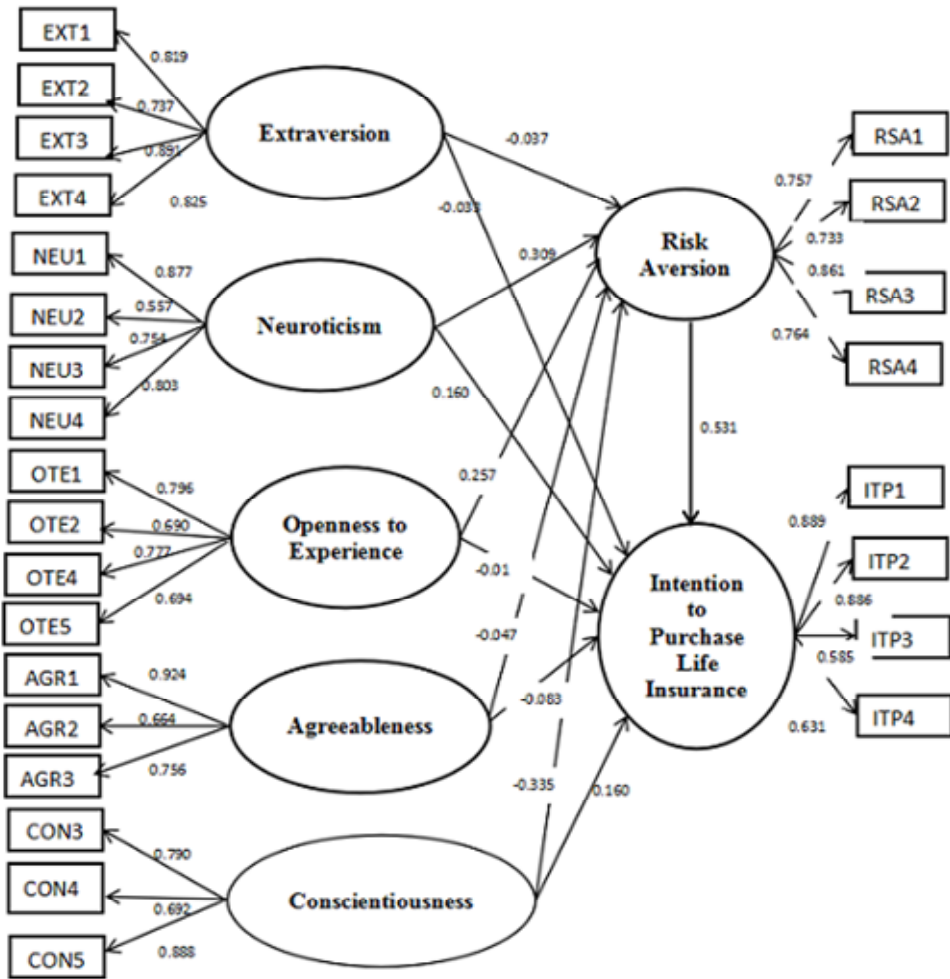 EXT1
0.819
EXT2
0.737
EXT3
0.891
EXT4
0.825
Extraversion
-0.037
-0.033
NEU1
0.877
NEU2
0.557
NEU3
0.754
NEU4
0.803
Neuroticism
0.309
0.160
OTE1
0.796
OTE2
0.690
OTE4
0.777
OTE5
0.694
Openness to
Experience
0.257
-0.01
AGR1
0.924
AGR2
0.664
AGR3
0.756
Agreeableness
-0.047
-0.083
CON3
0.790
CON4
0.692
CON5
0.888
Conscientiousness
-0.335
0.160
Risk
Aversion
0.531
RSA1
0.757
RSA2
0.733
RSA3
0.861
RSA4
0.764
Intention
to
Purchase
Life
Insurance
ITP1
0.889
ITP2
0.886
ITP3
0.585
ITP4
0.631